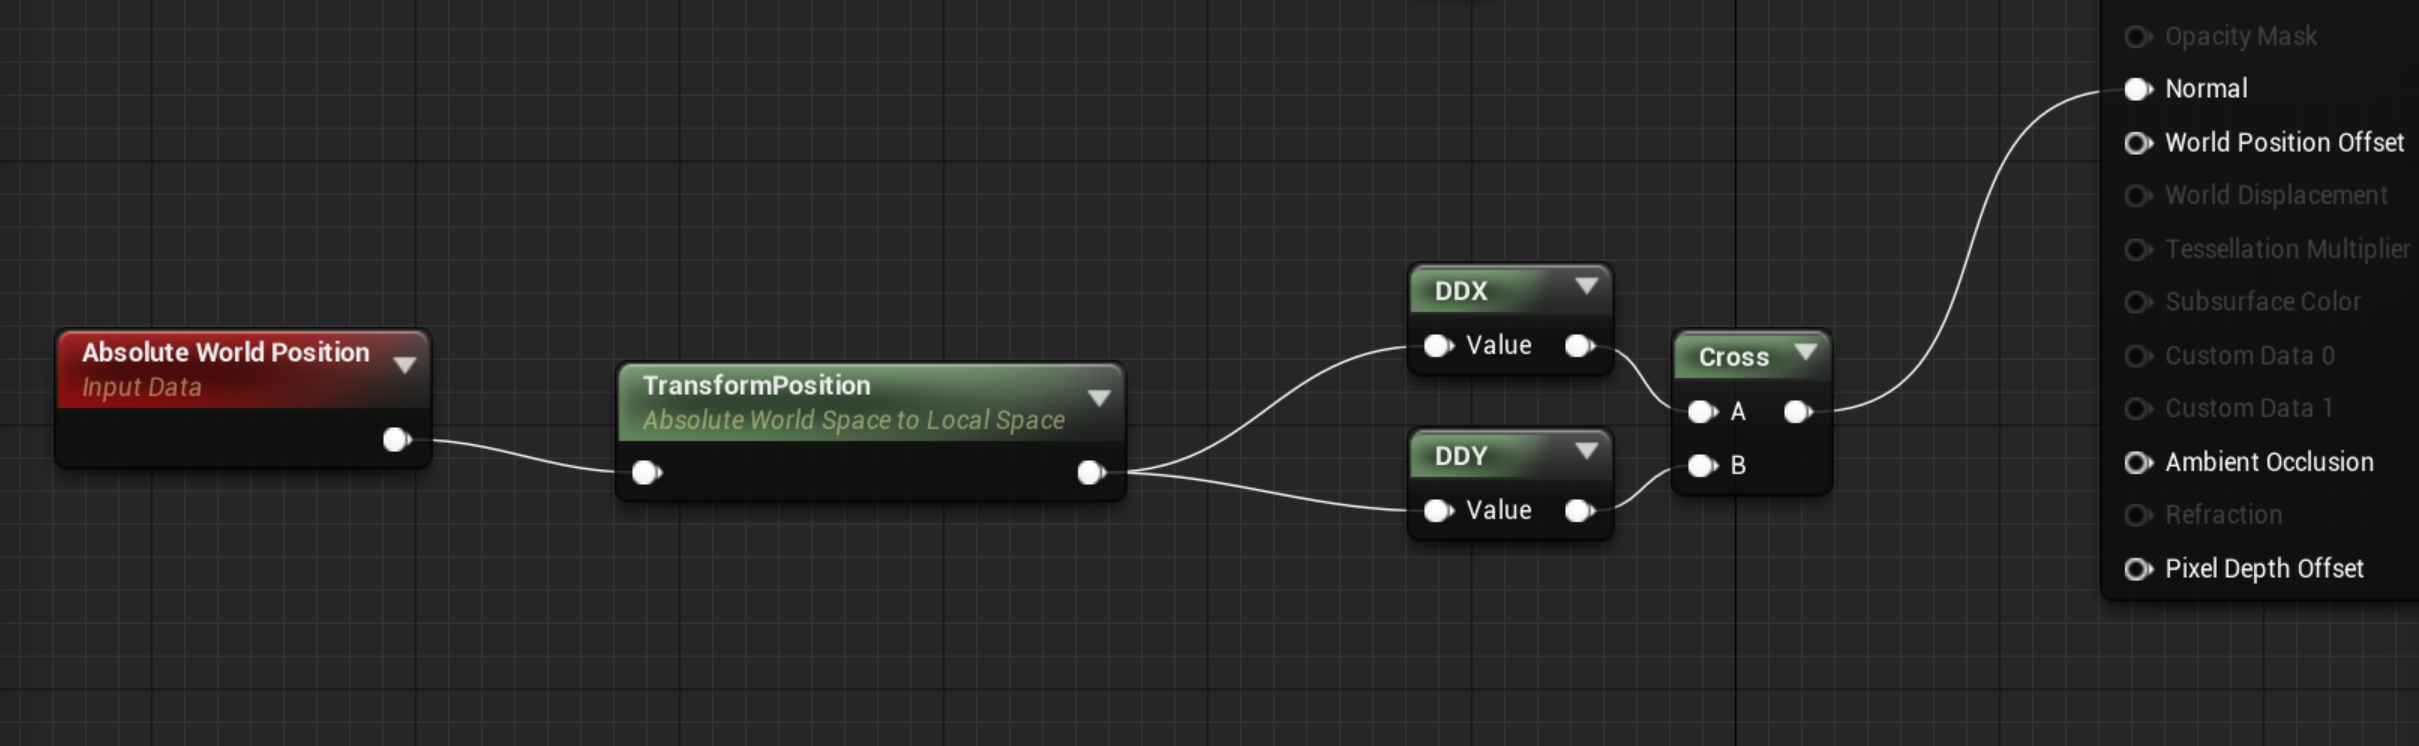 Opacity Mask
Normal
World Position Offset
World Displacement
Tessellation Multiplier
Subsurface Color
Custom Data 0
Custom Data 1
Ambient Occlusion
Refraction
Pixel Depth Offset
Absolute World Position
Input Data
TransformPosition
Absolute World Space to Local Space
DDX
Value
DDY
Value
Cross
A
B